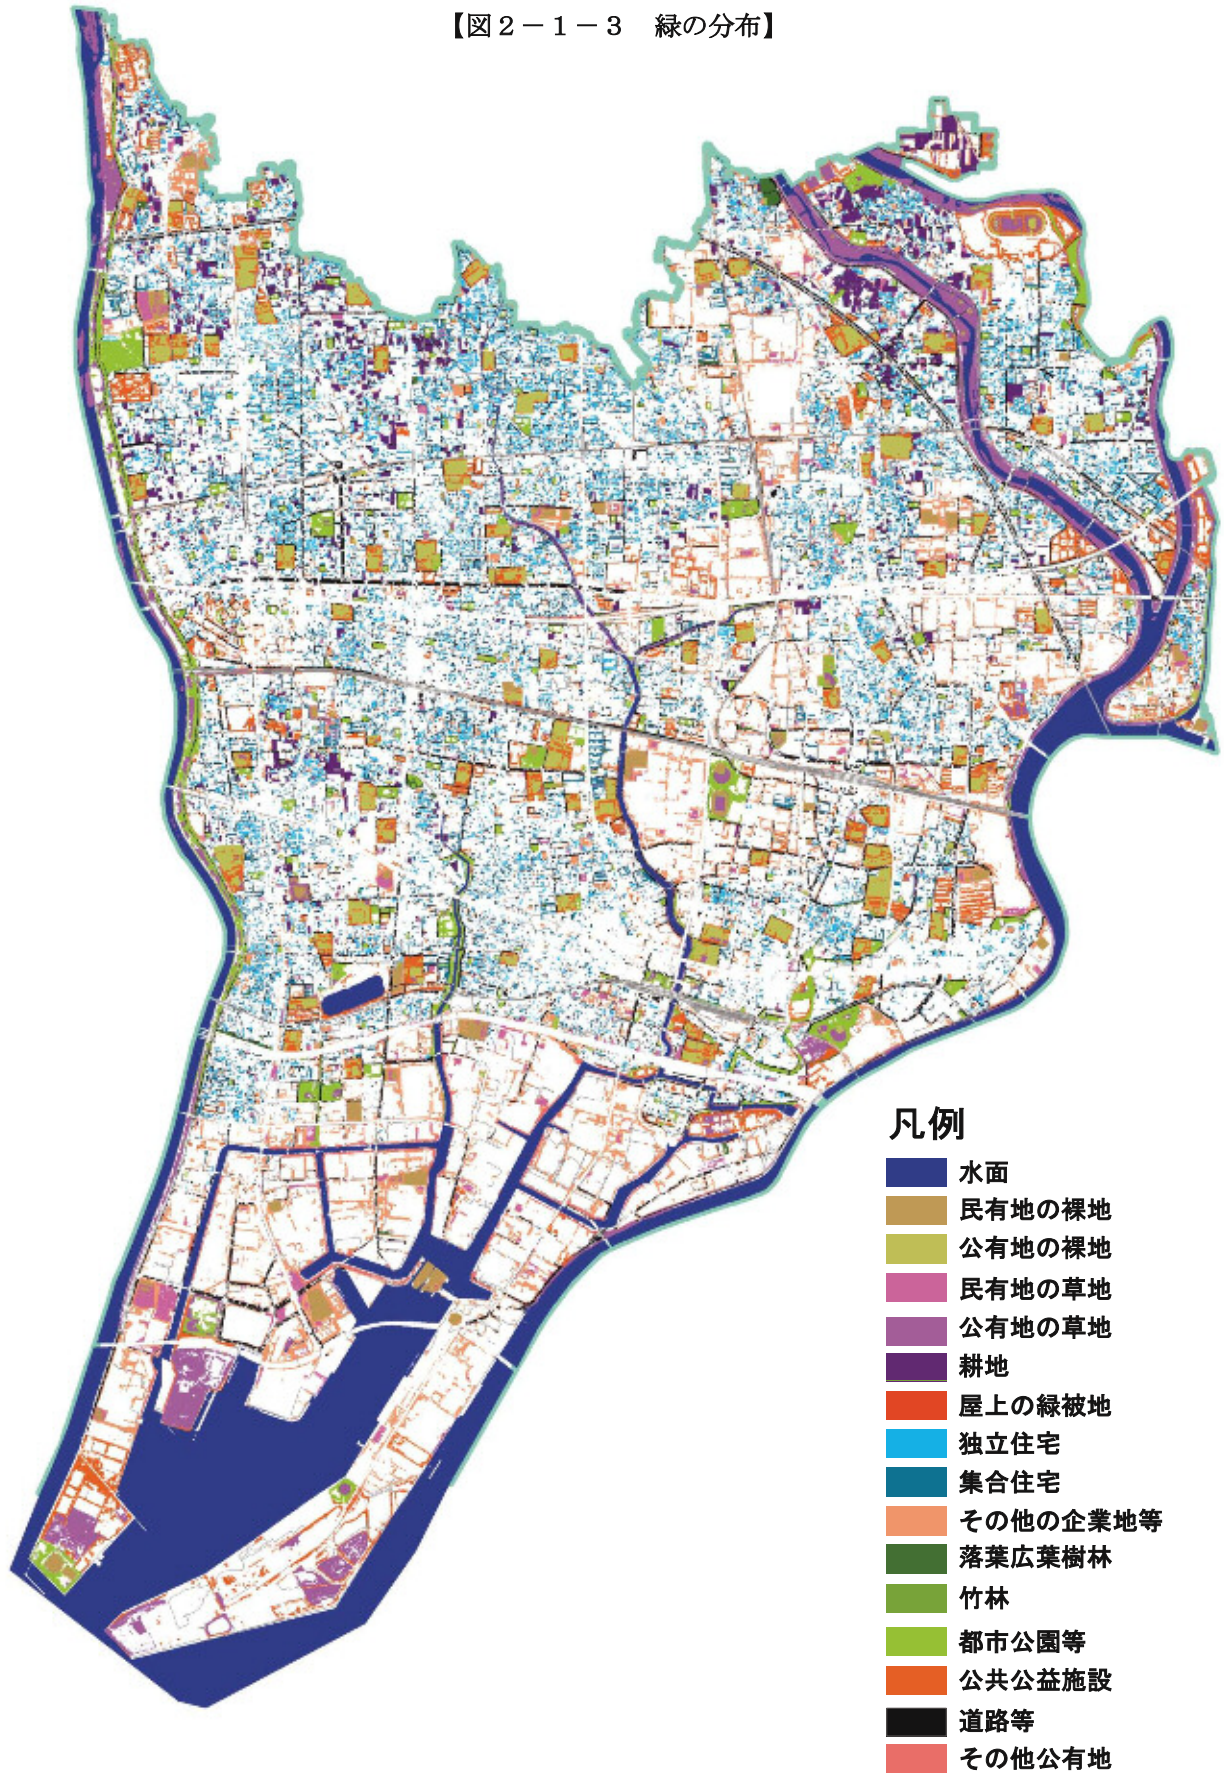 【図２－１－３　緑の分布】
凡例
水面
民有地の裸地
公有地の裸地
民有地の草地
公有地の草地
耕地
屋上の緑被地
独立住宅
集合住宅
その他の企業地等
落葉広葉樹林
竹林
都市公園等
公共公益施設
道路等
その他公有地